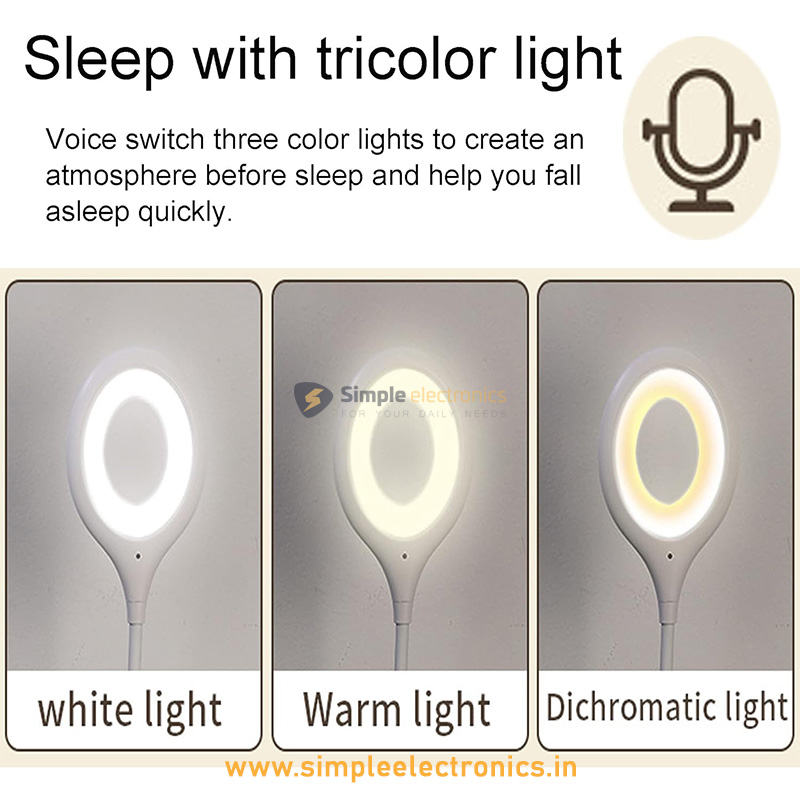 Sleep with tricolor light
Voice switch three color lights to create an
atmosphere before sleep and help you fall
asleep quickly.
Simple electronics
FOR YOUR DAILY NEEDS
white light
Warm light
Dichromatic light
www.simpleelectronics.in